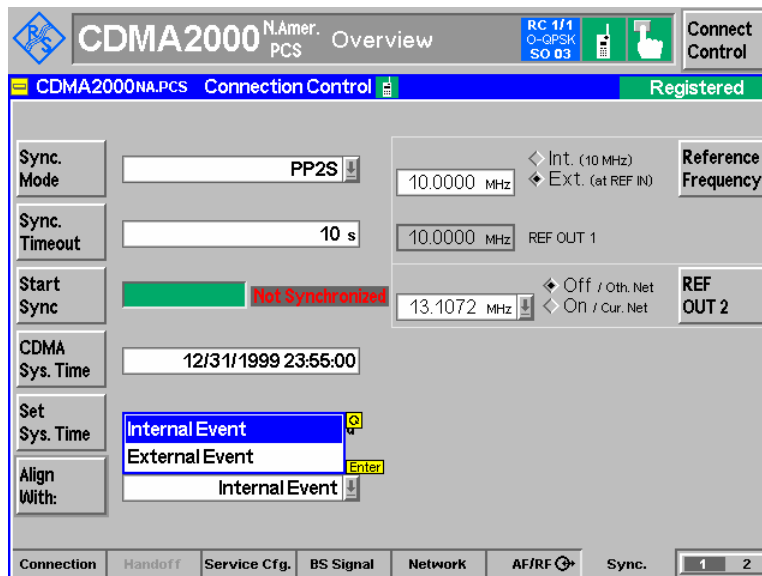 R S
CDMA2000 N.Amer. PCS Overview
RC 1/1
O-QPSK
SO 03
Connect
Control
CDMA2000 NA.PCS Connection Control
Registered
Sync.
Mode
PP2S
10.0000 MHz
Int. (10 MHz)
Ext. (at REF IN)
Reference
Frequency
Sync.
Timeout
10 s
10.0000 MHz
REF OUT 1
Start
Sync
Not Synchronized
13.1072 MHz
Off / Oth. Net
On / Cur. Net
REF
OUT 2
CDMA
Sys. Time
12/31/1999 23:55:00
Set
Sys. Time
Internal Event
External Event
Enter
Align
With:
Internal Event
Connection Handoff Service Cfg. BS Signal Network AF/RF Sync. 1 2